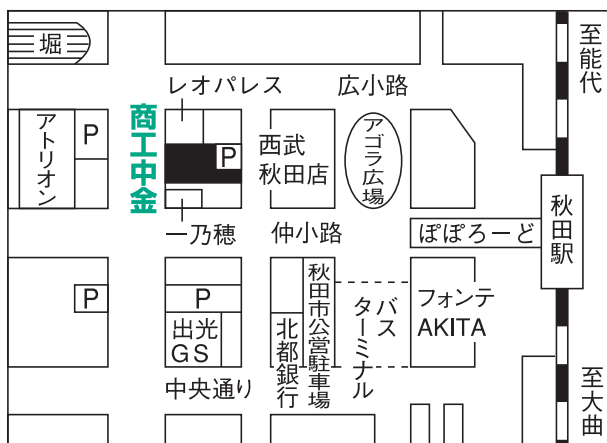 堀
至能代
レオパレス
広小路
商工中金
アトリオン
P
P
西武
秋田店
アゴラ広場
秋田駅
一乃穂
仲小路
ぽぽろーど
P
P
出光
GS
北都銀行
秋田市公営駐車場
バス
ターミナル
フォンテ
AKITA
中央通り
至大曲